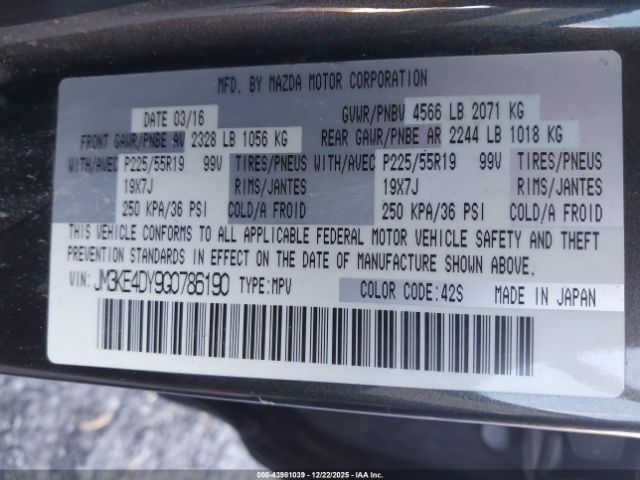 MFD. BY MAZDA MOTOR CORPORATION
DATE 03/16 GVWR/PNBV 4566 LB 2071 KG
FRONT GAWR/PNBE AV 2328 LB 1056 KG REAR GAWR/PNBE AR 2244 LB 1018 KG
WITH/AVEC P225/55R19 99V TIRES/PNEUS WITH/AVEC P225/55R19 99V TIRES/PNEUS
19X7J RIMS/JANTES 19X7J RIMS/JANTES
250 KPA/36 PSI COLD/A FROID 250 KPA/36 PSI COLD/A FROID
THIS VEHICLE CONFORMS TO ALL APPLICABLE FEDERAL MOTOR VEHICLE SAFETY AND THEFT
PREVENTION STANDARDS IN EFFECT ON THE DATE OF MANUFACTURE SHOWN ABOVE.
VIN: JM3KE4DY9G0786190 TYPE:MPV COLOR CODE:42S MADE IN JAPAN
000-43981039 - 12/22/2025 - IAAI.com